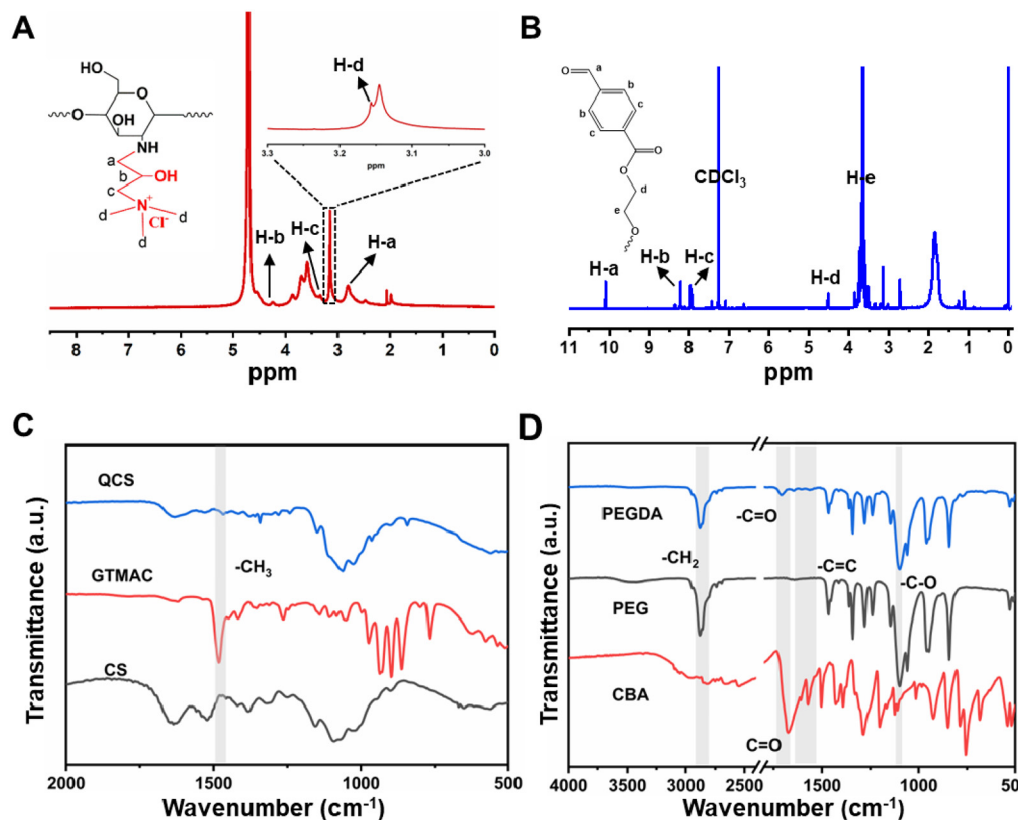 A
HO
O
O
OH
NH
a
b
OH
c
N+
Cl-
d
d
d
H-d
3.3
3.2
3.1
3.0
ppm
H-b
H-c
H-a
8
7
6
5
4
3
2
1
0
ppm
B
O
a
b
c
b
c
O
O
d
e
O
CDCl3
H-e
H-a
H-b
H-c
H-d
11
10
9
8
7
6
5
4
3
2
1
0
ppm
C
QCS
GTMAC
-CH3
CS
Transmittance (a.u.)
2000
1500
1000
500
Wavenumber (cm-1)
D
PEGDA
-C=O
-CH2
-C=C
-C-O
PEG
CBA
C=O
Transmittance (a.u.)
4000
3500
3000
2500
1500
1000
50
Wavenumber (cm-1)